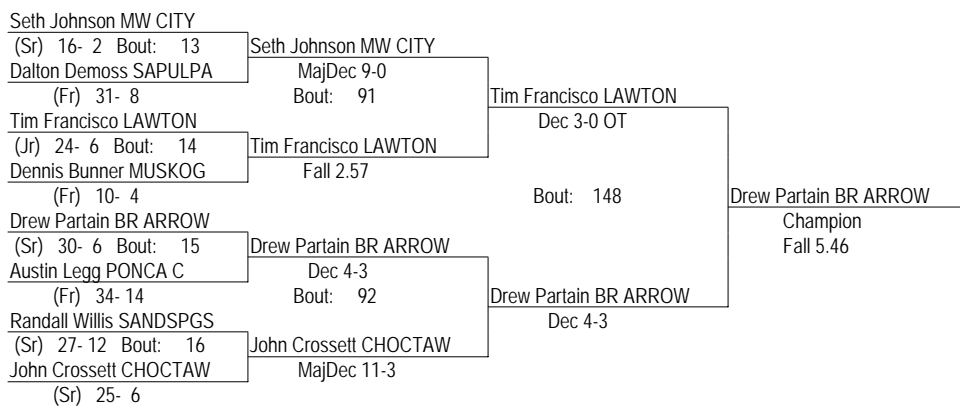 Seth Johnson MW CITY
(Sr) 16- 2 Bout: 13
Dalton Demoss SAPULPA
(Fr) 31- 8
Tim Francisco LAWTON
(Jr) 24- 6 Bout: 14
Dennis Bunner MUSKOG
(Fr) 10- 4
Drew Partain BR ARROW
(Sr) 30- 6 Bout: 15
Austin Legg PONCA C
(Fr) 34- 14
Randall Willis SANDSPGS
(Sr) 27- 12 Bout: 16
John Crossett CHOCTAW
(Sr) 25- 6
Seth Johnson MW CITY
MajDec 9-0
Bout: 91
Tim Francisco LAWTON
Fall 2.57
Drew Partain BR ARROW
Dec 4-3
Bout: 92
John Crossett CHOCTAW
MajDec 11-3
Tim Francisco LAWTON
Dec 3-0 OT
Bout: 148
Drew Partain BR ARROW
Dec 4-3
Drew Partain BR ARROW
Champion
Fall 5.46